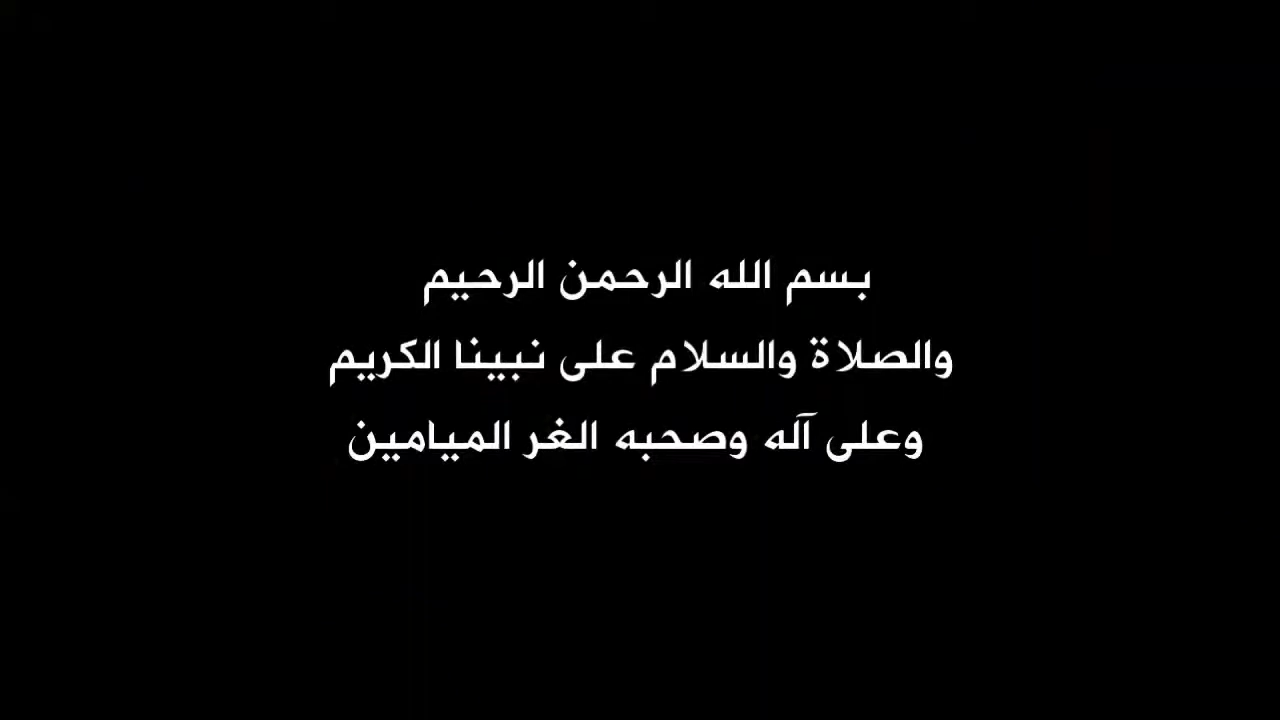 بسم الله الرحمن الرحيم
والصلاة والسلام على نبينا الكريم
وعلى آله وصحبه الغر الميامين